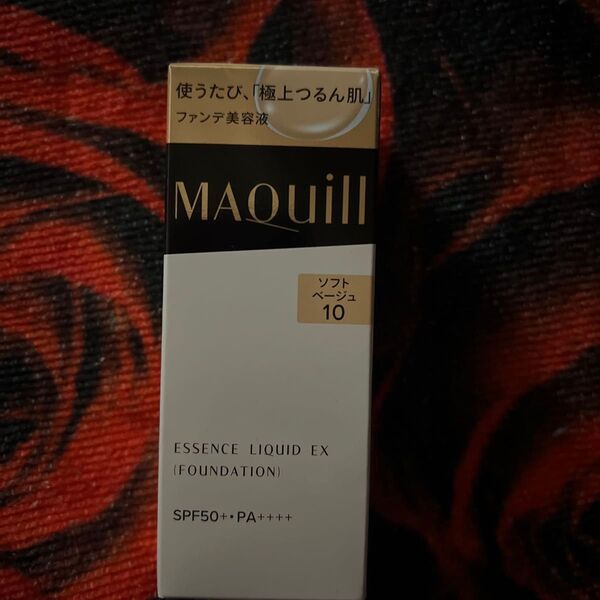 使うたび、「極上つるん肌」
ファンデ美容液
MAQuill
ソフト
ベージュ
10
ESSENCE LIQUID EX
(FOUNDATION)
SPF50+・PA++++